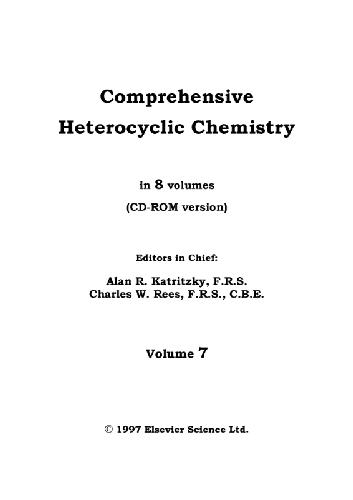 Comprehensive
Heterocyclic Chemistry
in 8 volumes
(CD-ROM version)
Editors in Chief:
Alan R. Katritzky, F.R.S.
Charles W. Rees, F.R.S., C.B.E.
Volume 7
© 1997 Elsevier Science Ltd.